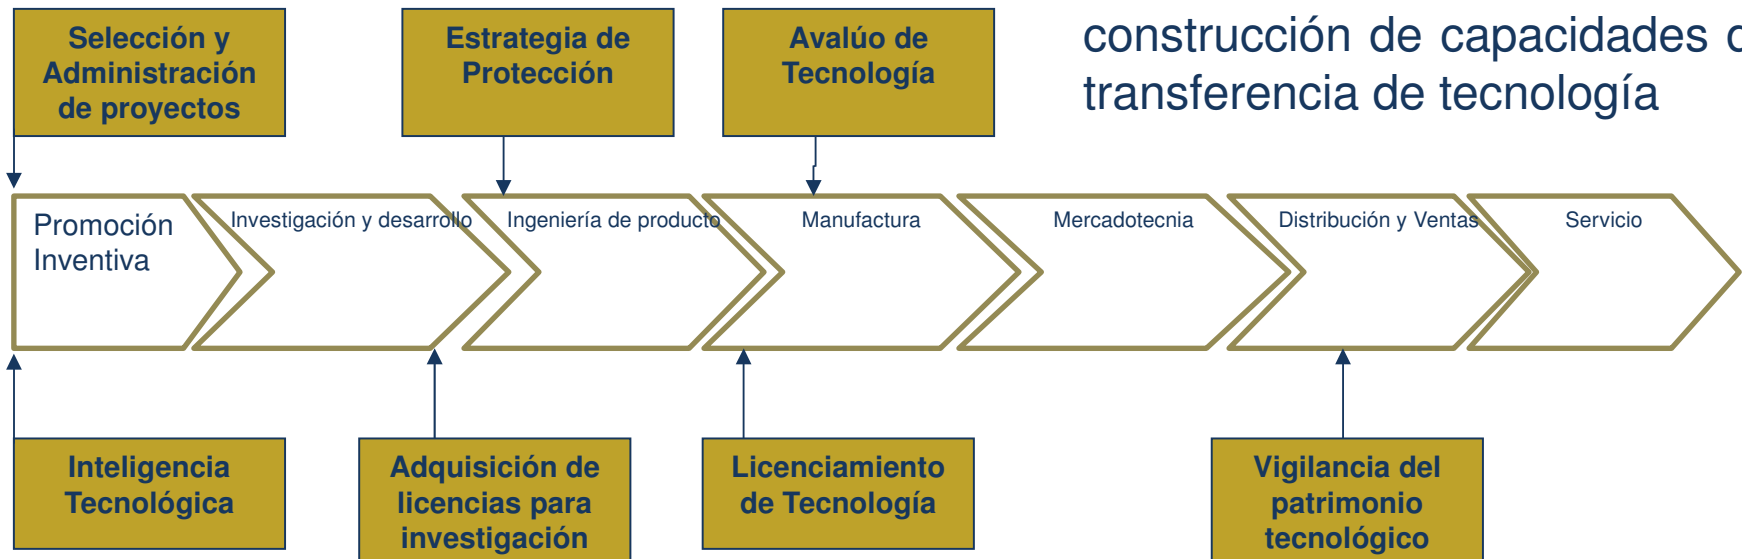 Selección y
Administración
de proyectos
Estrategia de
Protección
Avalúo de
Tecnología
construcción de capacidades
transferencia de tecnología
Promoción
Inventiva
Investigación y desarrollo
Ingeniería de producto
Manufactura
Mercadotecnia
Distribución y Ventas
Servicio
Inteligencia
Tecnológica
Adquisición de
licencias para
investigación
Licenciamiento
de Tecnología
Vigilancia del
patrimonio
tecnológico